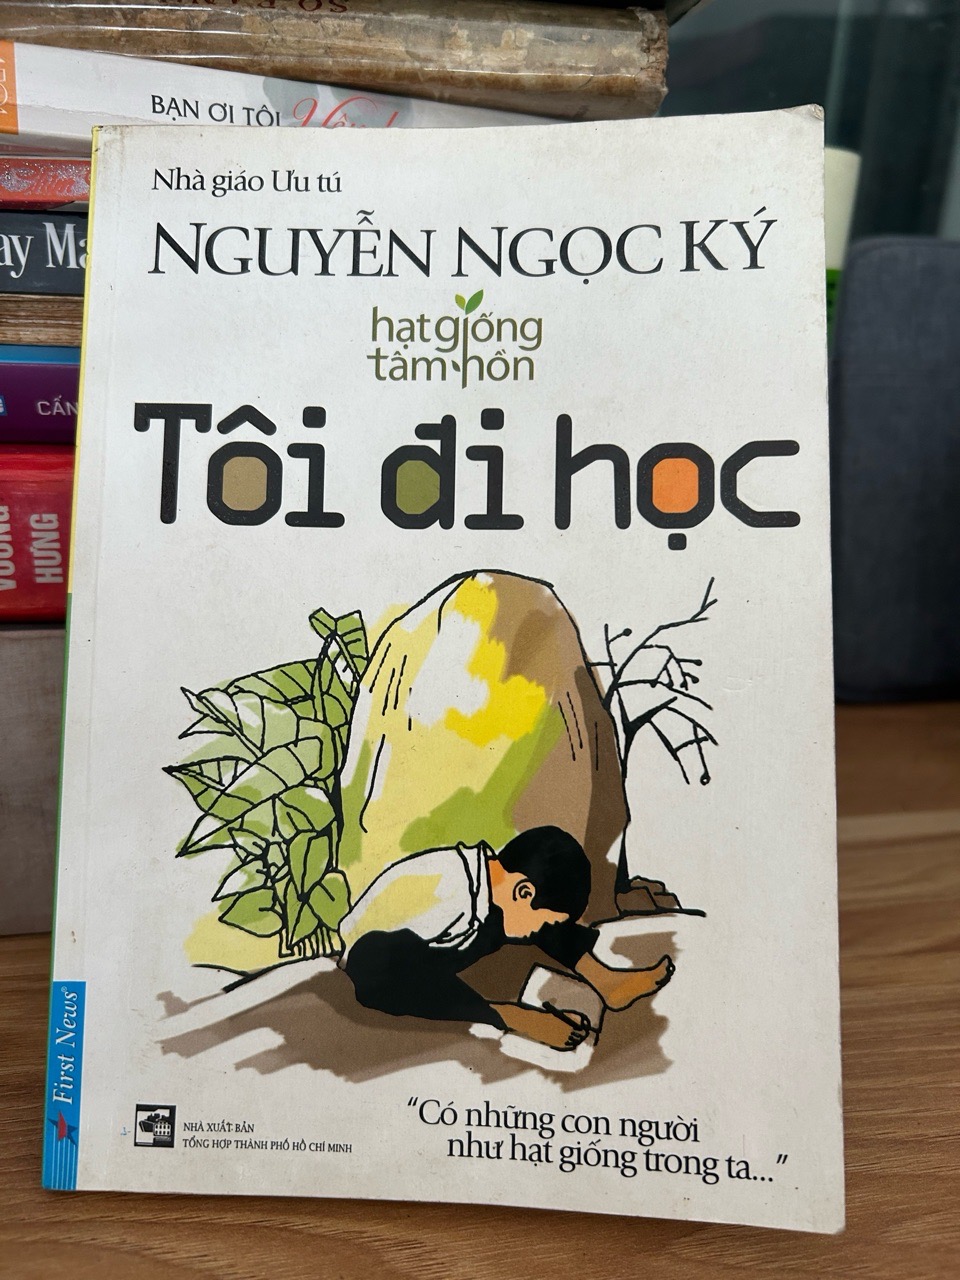 BẠN ƠI TÔI
Nhà giáo Ưu tú
NGUYỄN NGỌC KÝ
hạt giống
tâm hồn
Tôi đi học
ay Ma
CẨN
VƯƠNG
HƯNG
First News®
NHÀ XUẤT BẢN
TỔNG HỢP THÀNH PHỐ HỒ CHÍ MINH
“Có những con người
như hạt giống trong ta...”